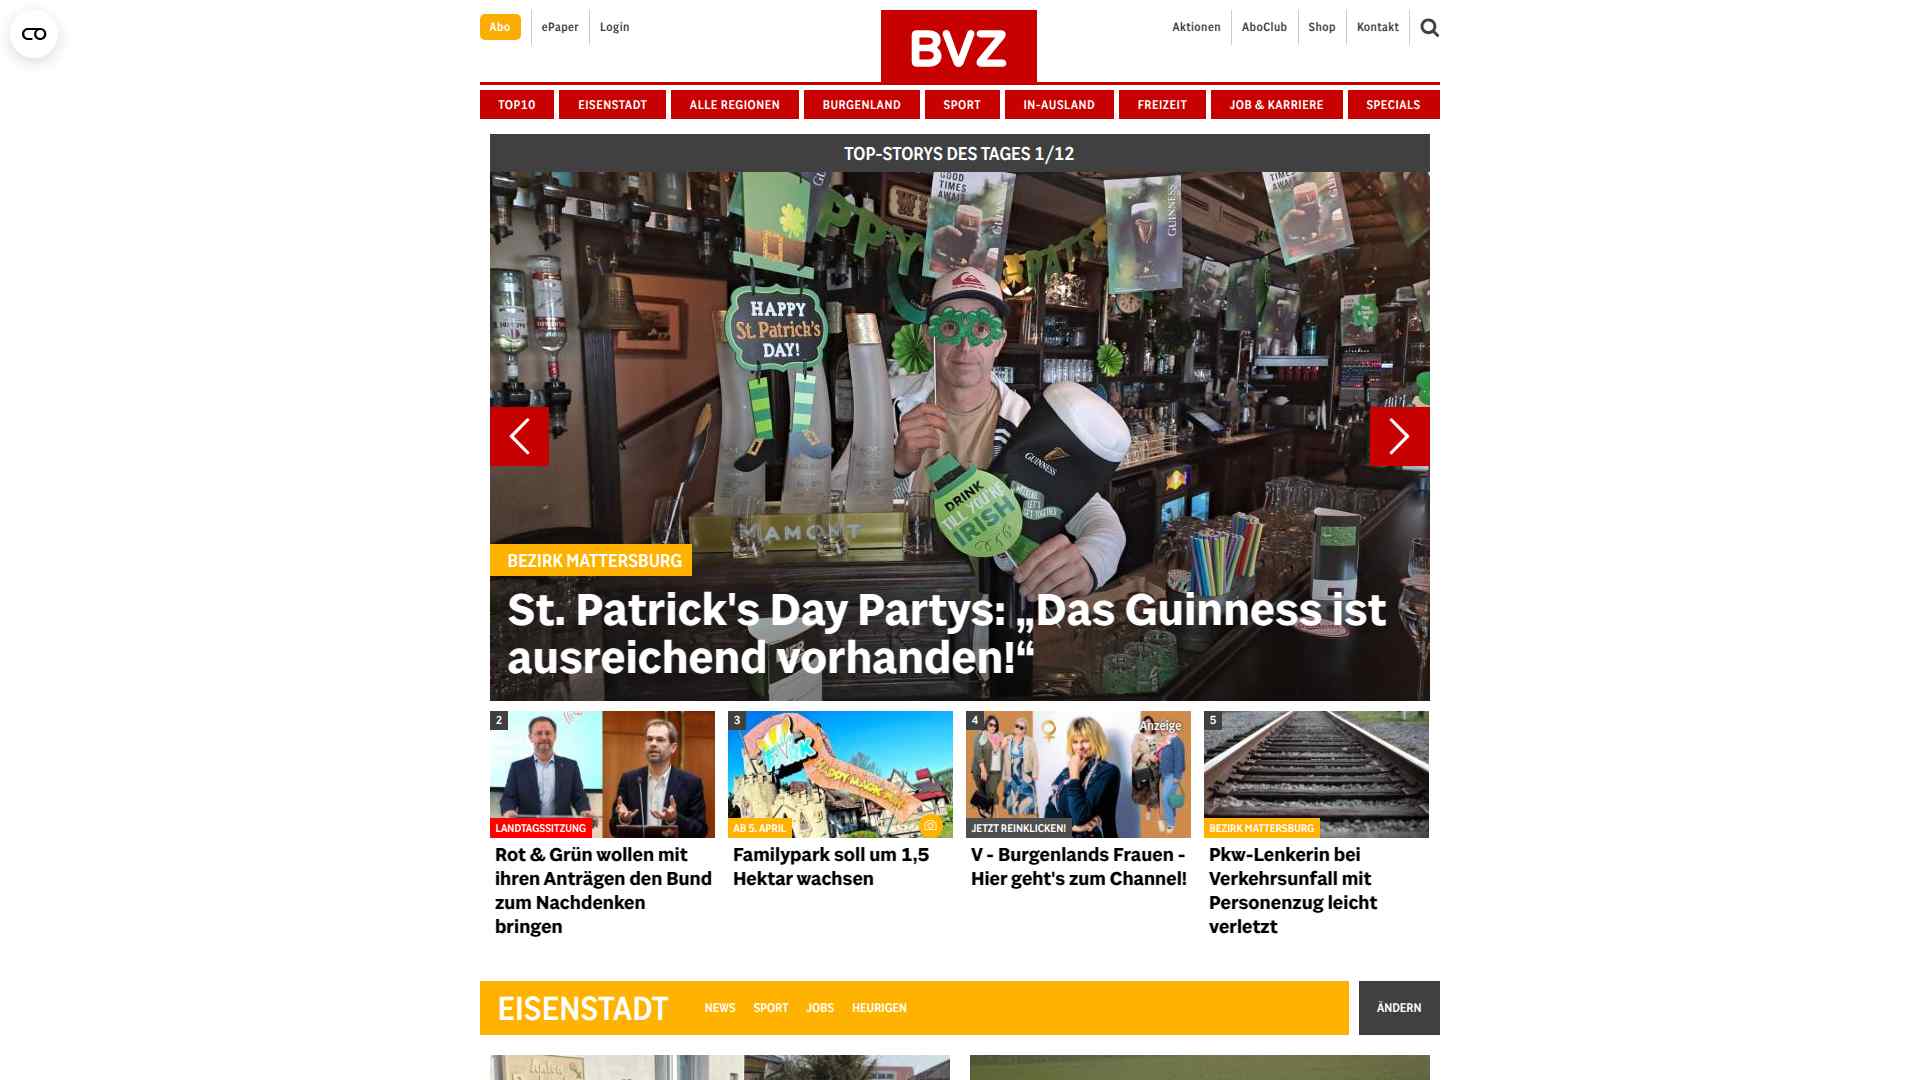 Abo
ePaper
Login
BVZ
Aktionen
AboClub
Shop
Kontakt
TOP10
EISENSTADT
ALLE REGIONEN
BURGENLAND
SPORT
IN-AUSLAND
FREIZEIT
JOB & KARRIERE
SPECIALS
TOP-STORYS DES TAGES 1/12
GOOD
TIMES
GUINNESS
HAPPY
St. Patrick's
DAY!
GUINNESS
DRINK
TILL YOU'RE
IRISH
MAMONT
BEZIRK MATTERSBURG
St. Patrick's Day Partys: „Das Guinness ist
ausreichend vorhanden!“
2
LANDTAGSSITZUNG
Rot & Grün wollen mit
ihren Anträgen den Bund
zum Nachdenken
bringen
3
AB 5. APRIL
Familypark soll um 1,5
Hektar wachsen
4
Anzeige
JETZT REINKLICKEN!
V - Burgenlands Frauen -
Hier geht's zum Channel!
5
BEZIRK MATTERSBURG
Pkw-Lenkerin bei
Verkehrsunfall mit
Personenzug leicht
verletzt
EISENSTADT
NEWS
SPORT
JOBS
HEURIGEN
ÄNDERN